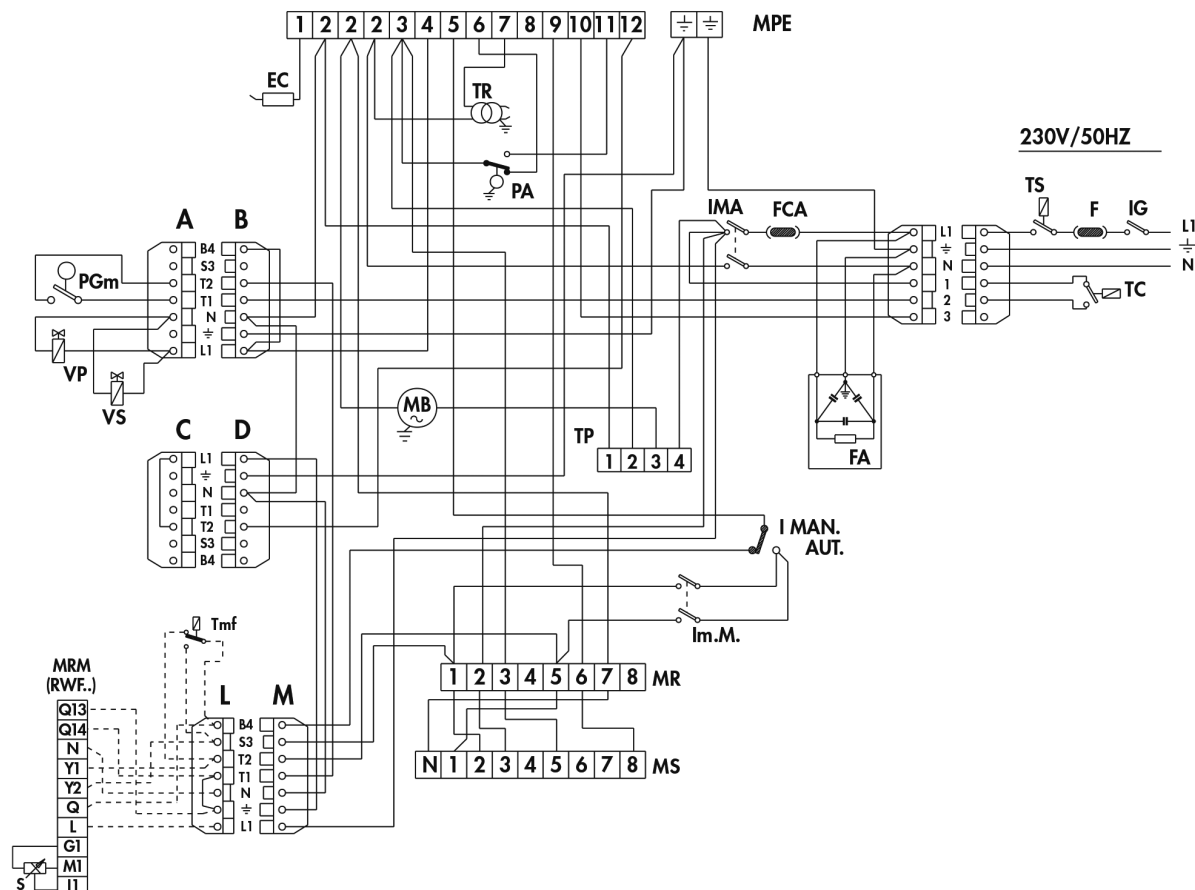 1 2 2 2 3 4 5 6 7 8 9 10 11 12
MPE
EC
TR
PA
230V/50HZ
TS
F
IG
L1
N
IMA
FCA
L1
N
1
2
3
TC
A
B
B4
S3
T2
T1
N
L1
PGm
VP
VS
MB
TP
1 2 3 4
FA
C
D
L1
N
T1
T2
S3
B4
I MAN.
AUT.
Im.M.
Tmf
1 2 3 4 5 6 7 8 MR
N 1 2 3 4 5 6 7 8 MS
L
M
B4
S3
T2
T1
N
L1
MRM
(RWF..)
Q13
Q14
N
Y1
Y2
Q
L
G1
M1
I1
S